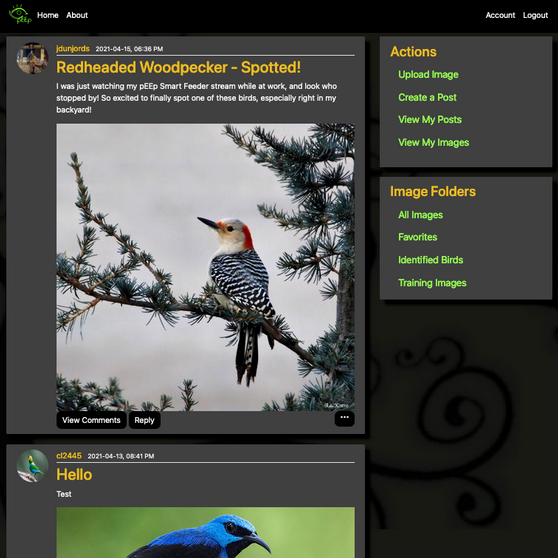 pEEp
Home About
Account Logout
jdunjords 2021-04-15, 06:36 PM
Redheaded Woodpecker - Spotted!
I was just watching my pEEp Smart Feeder stream while at work, and look who
stopped by! So excited to finally spot one of these birds, especially right in my
backyard!
View Comments Reply ...
cl2445 2021-04-13, 08:41 PM
Hello
Test
Actions
Upload Image
Create a Post
View My Posts
View My Images
Image Folders
All Images
Favorites
Identified Birds
Training Images